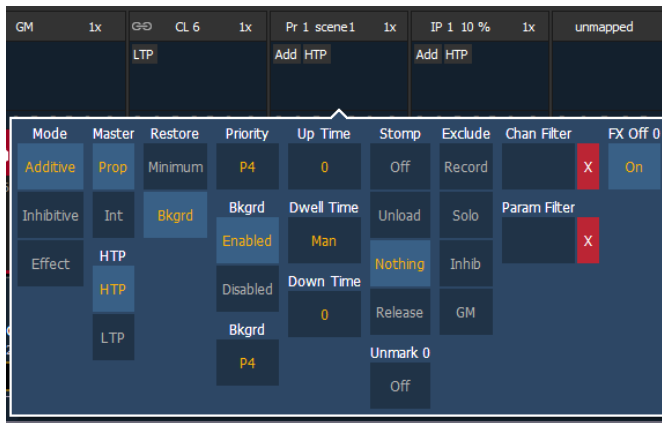 GM 1x CL 6 1x Pr 1 scene1 1x IP 1 10 % 1x unmapped
LTP Add HTP Add HTP
Mode Master Restore Priority Up Time Stomp Exclude Chan Filter FX Off 0
Additive Prop Minimum P4 0 Off Record X On
Bkgrd Dwell Time Param Filter
Inhibitive Int Bkgrd Enabled Man Unload Solo X
HTP
Effect HTP Disabled Down Time Nothing Inhib
LTP Bkgrd 0 Release GM
P4 Unmark 0
Off